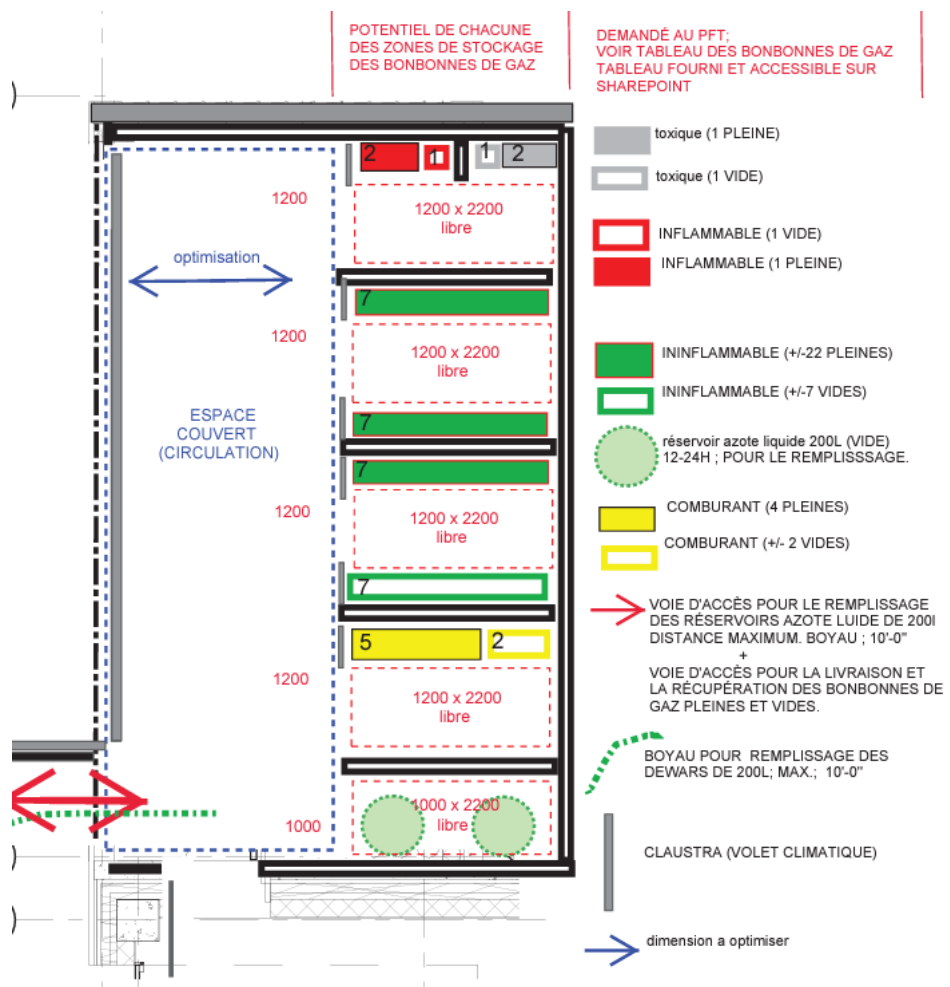 POTENTIEL DE CHACUNE
DES ZONES DE STOCKAGE
DES BONBONNES DE GAZ
DEMANDÉ AU PFT;
VOIR TABLEAU DES BONBONNES DE GAZ
TABLEAU FOURNI ET ACCESSIBLE SUR
SHAREPOINT
2
1
1
2
1200
1200 x 2200
libre
optimisation
7
1200
1200 x 2200
libre
ESPACE
COUVERT
(CIRCULATION)
7
7
1200
1200 x 2200
libre
7
5
2
1200
1200 x 2200
libre
1000
1000 x 2200
libre
toxique (1 PLEINE)
toxique (1 VIDE)
INFLAMMABLE (1 VIDE)
INFLAMMABLE (1 PLEINE)
ININFLAMMABLE (+/-22 PLEINES)
ININFLAMMABLE (+/-7 VIDES)
réservoir azote liquide 200L (VIDE)
12-24H ; POUR LE REMPLISSSAGE.
COMBURANT (4 PLEINES)
COMBURANT (+/- 2 VIDES)
VOIE D'ACCÈS POUR LE REMPLISSAGE
DES RÉSERVOIRS AZOTE LUIDE DE 200l
DISTANCE MAXIMUM. BOYAU ; 10'-0"
+
VOIE D'ACCÈS POUR LA LIVRAISON ET
LA RÉCUPÉRATION DES BONBONNES DE
GAZ PLEINES ET VIDES.
BOYAU POUR REMPLISSAGE DES
DEWARS DE 200L; MAX.; 10'-0"
CLAUSTRA (VOLET CLIMATIQUE)
dimension a optimiser